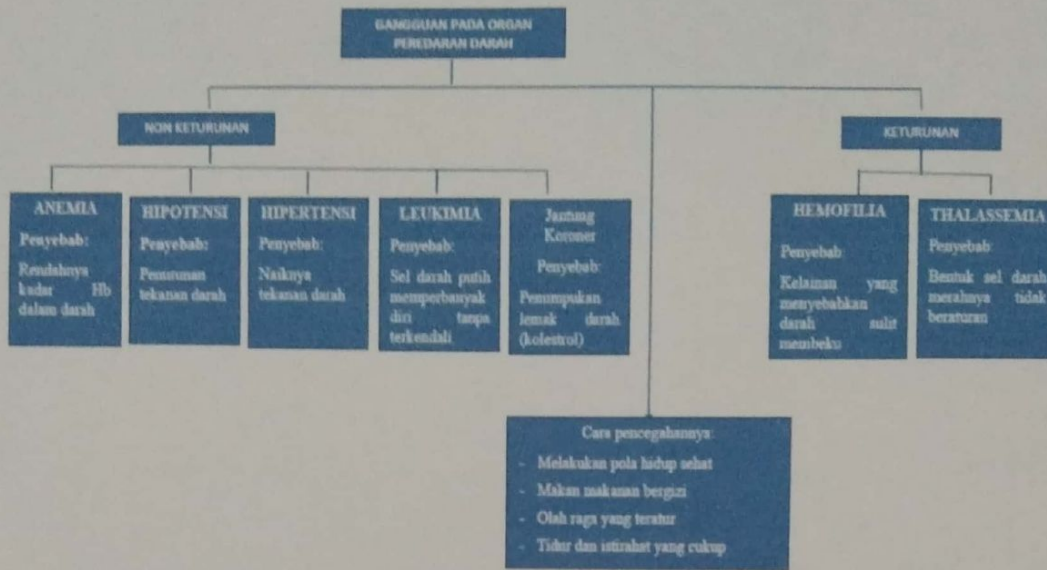 GANGGUAN PADA ORGAN
PEREDARAN DARAH
NON KETURUNAN
KETURUNAN
ANEMIA
Penyebab:
Rendahnya
kadar Hb
dalam darah
HIPOTENSI
Penyebab:
Penurunan
tekanan darah
HIPERTENSI
Penyebab:
Naiknya
tekanan darah
LEUKIMIA
Penyebab:
Sel darah putih
memperbanyak
diri tanpa
terkendali
Jantung
Koroner
Penyebab:
Penumpukan
lemak darah
(kolestrol)
HEMOFILIA
Penyebab:
Kelainan yang
menyebabkan
darah sulit
membeku
THALASSEMIA
Penyebab:
Bentuk sel darah
merahnya tidak
beraturan
Cara pencegahannya:
- Melakukan pola hidup sehat
- Makan makanan bergizi
- Olah raga yang teratur
- Tidur dan istirahat yang cukup